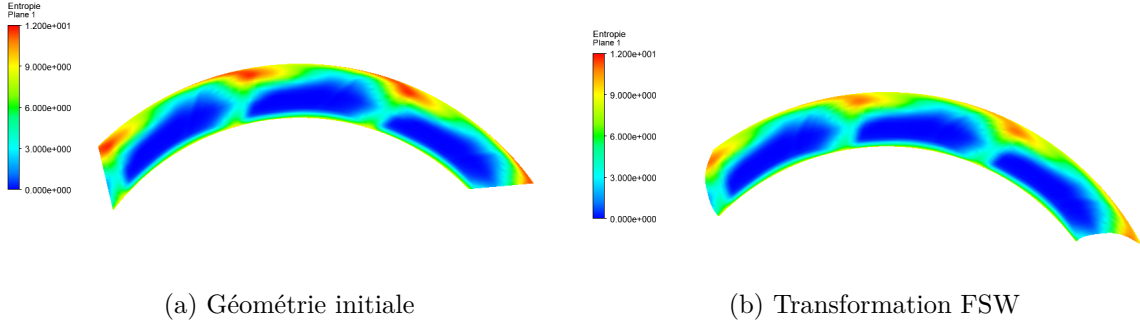 Entropie
Plane 1
1.200e+001
9.000e+000
6.000e+000
3.000e+000
0.000e+000
Entropie
Plane 1
1.200e+001
9.000e+000
6.000e+000
3.000e+000
0.000e+000
(a) Géométrie initiale
(b) Transformation FSW